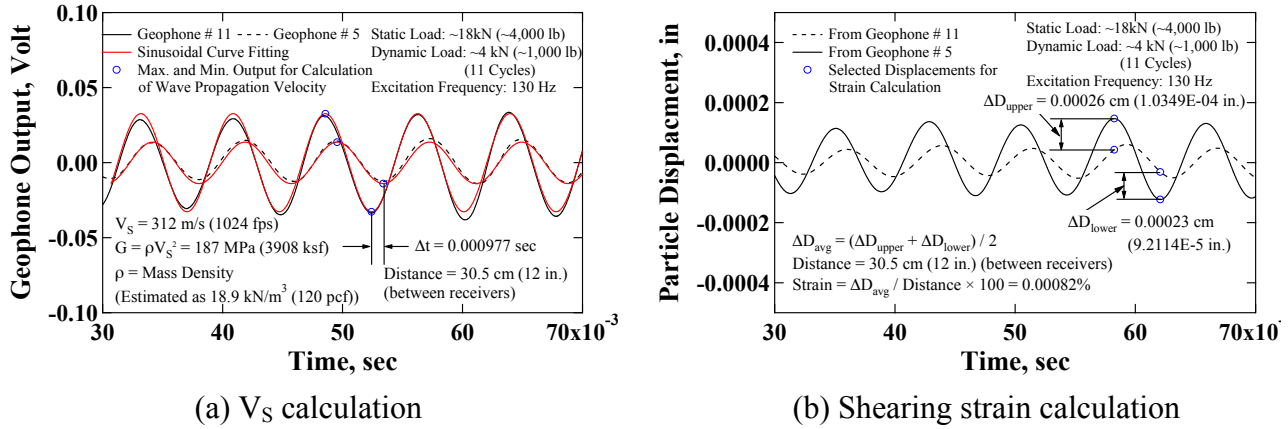 0.10
0.05
0.00
-0.05
-0.10
Geophone Output, Volt
Geophone # 11
Geophone # 5
Sinusoidal Curve Fitting
Max. and Min. Output for Calculation
of Wave Propagation Velocity
Static Load: ~18kN (~4,000 lb)
Dynamic Load: ~4 kN (~1,000 lb)
(11 Cycles)
Excitation Frequency: 130 Hz
V_S = 312 m/s (1024 fps)
G = ρV_S² = 187 MPa (3908 ksf)
ρ = Mass Density
(Estimated as 18.9 kN/m³ (120 pcf)
Δt = 0.000977 sec
Distance = 30.5 cm (12 in.)
(between receivers)
30 40 50 60 70x10⁻³
Time, sec
(a) V_S calculation
0.0004
0.0002
0.0000
-0.0002
-0.0004
Particle Displacment, in
From Geophone # 11
From Geophone # 5
Selected Displacements for
Strain Calculation
Static Load: ~18kN (~4,000 lb)
Dynamic Load: ~4 kN (~1,000 lb)
(11 Cycles)
Excitation Frequency: 130 Hz
ΔD_upper = 0.00026 cm (1.0349E-04 in.)
ΔD_lower = 0.00023 cm
(9.2114E-5 in.)
ΔD_avg = (ΔD_upper + ΔD_lower) / 2
Distance = 30.5 cm (12 in.) (between receivers)
Strain = ΔD_avg / Distance × 100 = 0.00082%
30 40 50 60 70x10⁻³
Time, sec
(b) Shearing strain calculation